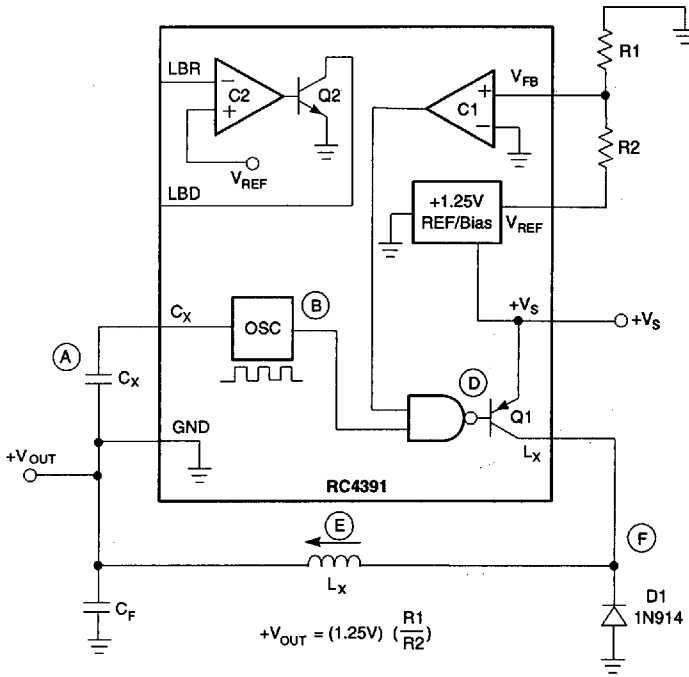 R1
LBR
C2
Q2
VREF
LBD
C1
VFB
R2
+1.25V
REF/Bias
VREF
+VS
+VS
CX
OSC
B
A
CX
D
Q1
LX
GND
+VOUT
RC4391
E
F
LX
CF
D1
1N914
+VOUT = (1.25V) (R1/R2)